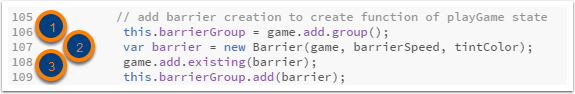 105 // add barrier creation to create function of playGame state
106 this.barrierGroup = game.add.group();
107 var barrier = new Barrier(game, barrierSpeed, tintColor);
108 game.add.existing(barrier);
109 this.barrierGroup.add(barrier);
1
2
3